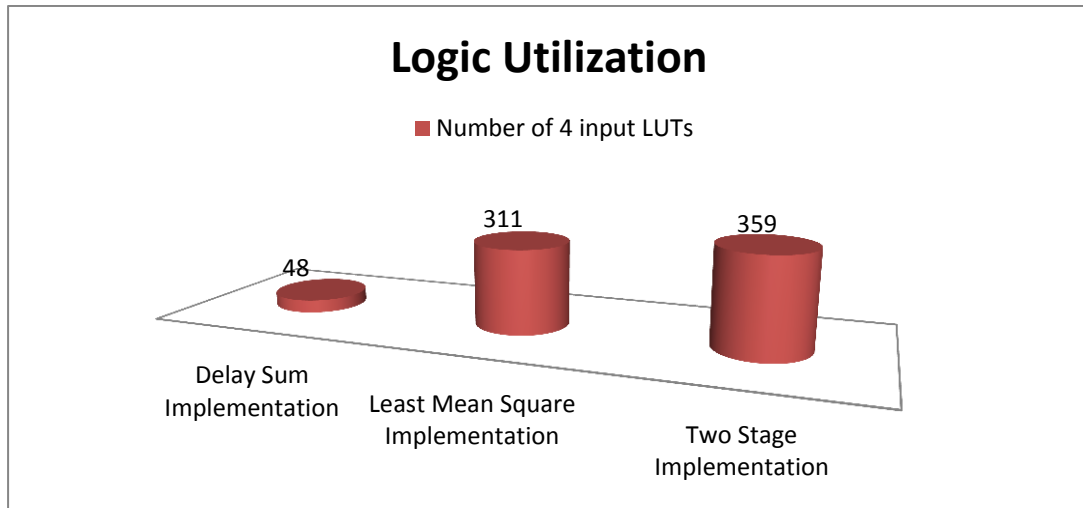 Logic Utilization
Number of 4 input LUTs
48
311
359
Delay Sum
Implementation
Least Mean Square
Implementation
Two Stage
Implementation